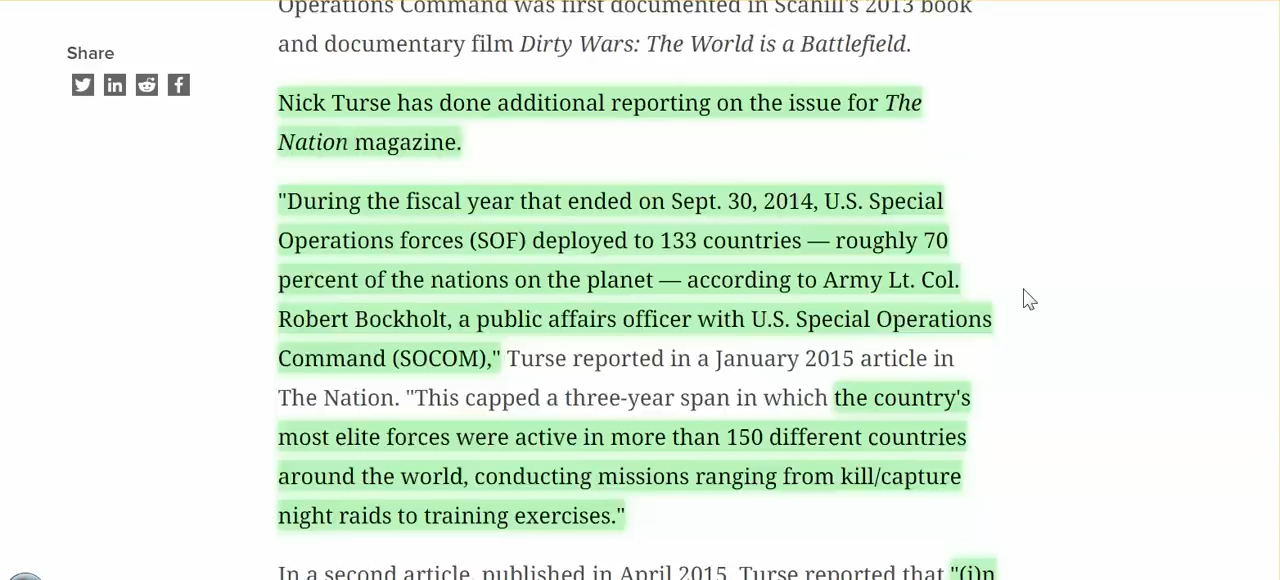 Operations Command was first documented in Scahill's 2013 book
and documentary film Dirty Wars: The World is a Battlefield.
Share
Nick Turse has done additional reporting on the issue for The
Nation magazine.
"During the fiscal year that ended on Sept. 30, 2014, U.S. Special
Operations forces (SOF) deployed to 133 countries — roughly 70
percent of the nations on the planet — according to Army Lt. Col.
Robert Bockholt, a public affairs officer with U.S. Special Operations
Command (SOCOM)," Turse reported in a January 2015 article in
The Nation. "This capped a three-year span in which the country's
most elite forces were active in more than 150 different countries
around the world, conducting missions ranging from kill/capture
night raids to training exercises."
In a second article, published in April 2015, Turse reported that "(i)n